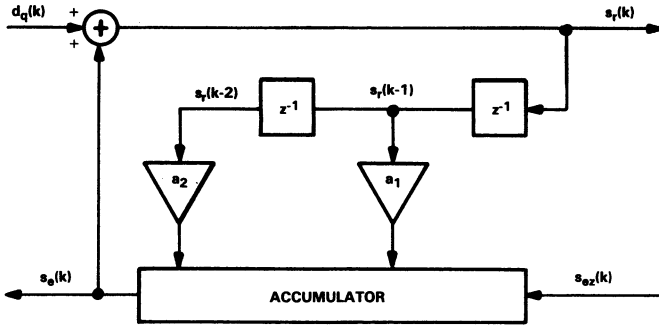 d_q(k)
+
+
+
s_r(k)
s_r(k-2)
z^-1
s_r(k-1)
z^-1
a_2
a_1
s_e(k)
ACCUMULATOR
s_ez(k)